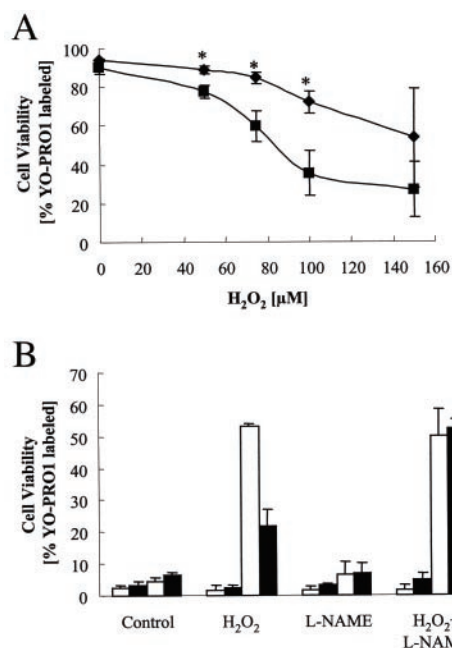 A
Cell Viability
[% YO-PRO1 labeled]
100
80
60
40
20
0
* * *
0 20 40 60 80 100 120 140 160
H₂O₂ [µM]
B
Cell Viability
[% YO-PRO1 labeled]
70
60
50
40
30
20
10
0
Control H₂O₂ L-NAME H₂O₂
L-NAM